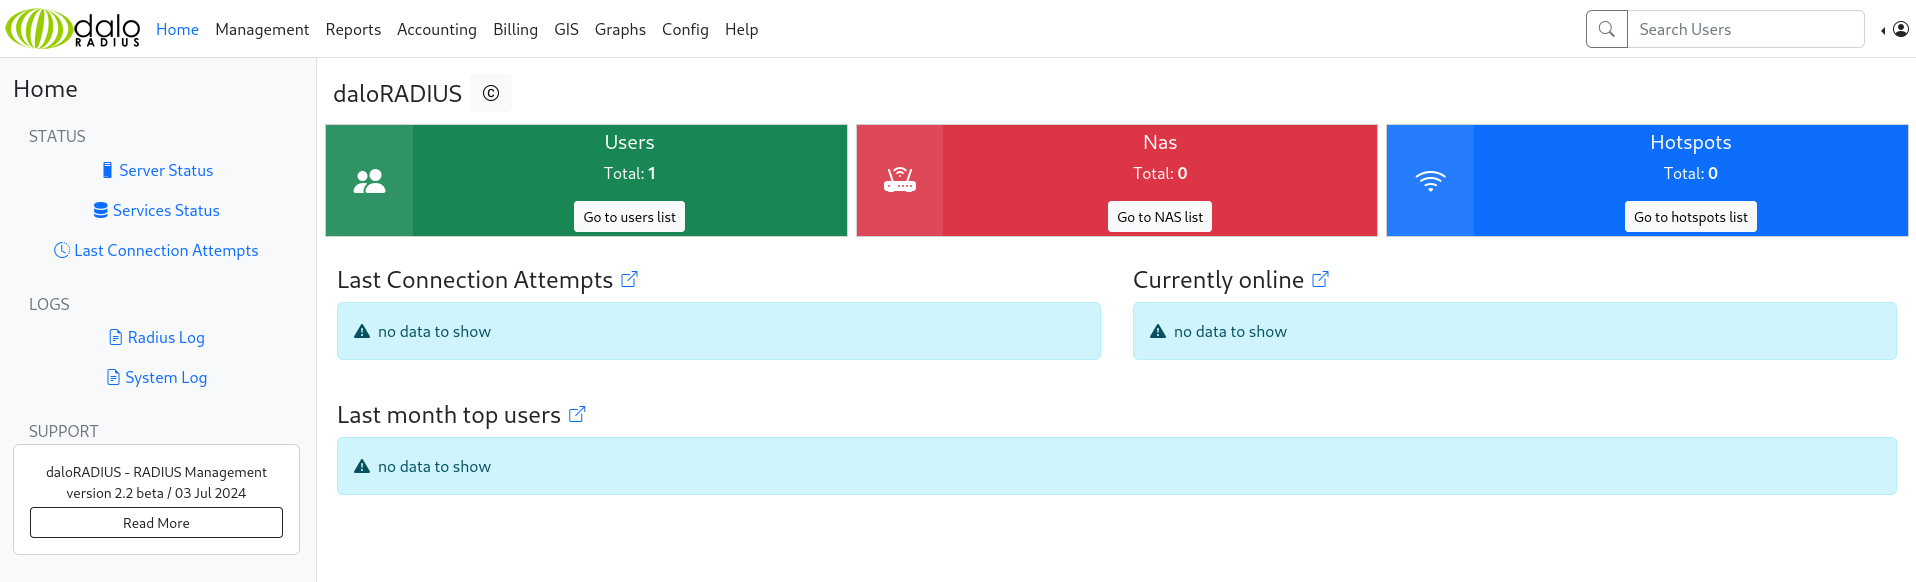 dalo
RADIUS
Home Management Reports Accounting Billing GIS Graphs Config Help
Search Users
Home
STATUS
Server Status
Services Status
Last Connection Attempts
LOGS
Radius Log
System Log
SUPPORT
daloRADIUS - RADIUS Management
version 2.2 beta / 03 Jul 2024
Read More
daloRADIUS ©
Users
Total: 1
Go to users list
Nas
Total: 0
Go to NAS list
Hotspots
Total: 0
Go to hotspots list
Last Connection Attempts
no data to show
Currently online
no data to show
Last month top users
no data to show